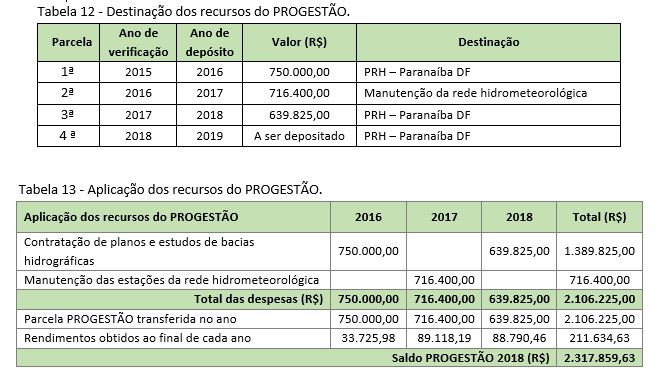 Tabela 12 - Destinação dos recursos do PROGESTÃO.
Parcela Ano de verificação Ano de depósito Valor (R$) Destinação
1ª 2015 2016 750.000,00 PRH – Paranaíba DF
2ª 2016 2017 716.400,00 Manutenção da rede hidrometeorológica
3ª 2017 2018 639.825,00 PRH – Paranaíba DF
4 ª 2018 2019 A ser depositado PRH – Paranaíba DF
Tabela 13 - Aplicação dos recursos do PROGESTÃO.
Aplicação dos recursos do PROGESTÃO 2016 2017 2018 Total (R$)
Contratação de planos e estudos de bacias
hidrográficas 750.000,00 639.825,00 1.389.825,00
Manutenção das estações da rede hidrometeorológica 716.400,00 716.400,00
Total das despesas (R$) 750.000,00 716.400,00 639.825,00 2.106.225,00
Parcela PROGESTÃO transferida no ano 750.000,00 716.400,00 639.825,00 2.106.225,00
Rendimentos obtidos ao final de cada ano 33.725,98 89.118,19 88.790,46 211.634,63
Saldo PROGESTÃO 2018 (R$) 2.317.859,63